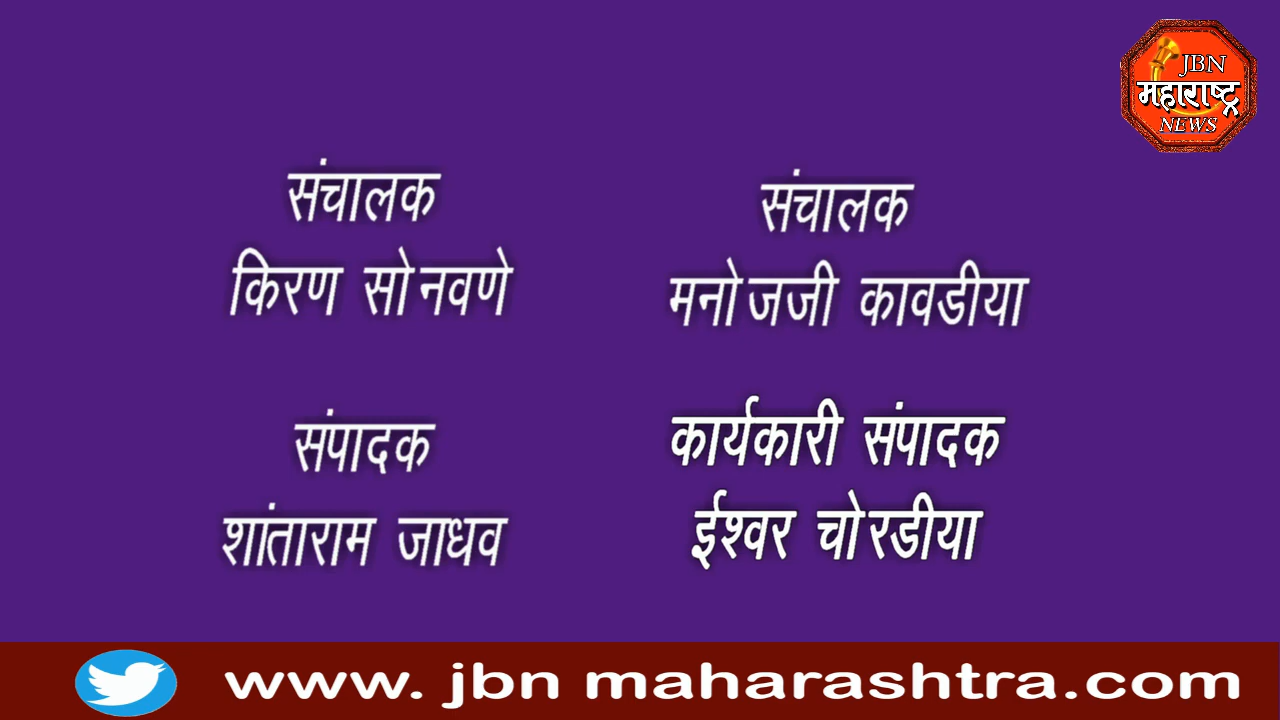 JBN
महाराष्ट्र
NEWS
संचालक
किरण सोनवणे
संचालक
मनोजजी कावडीया
संपादक
शांताराम जाधव
कार्यकारी संपादक
ईश्वर चोरडीया
www. jbn maharashtra.com